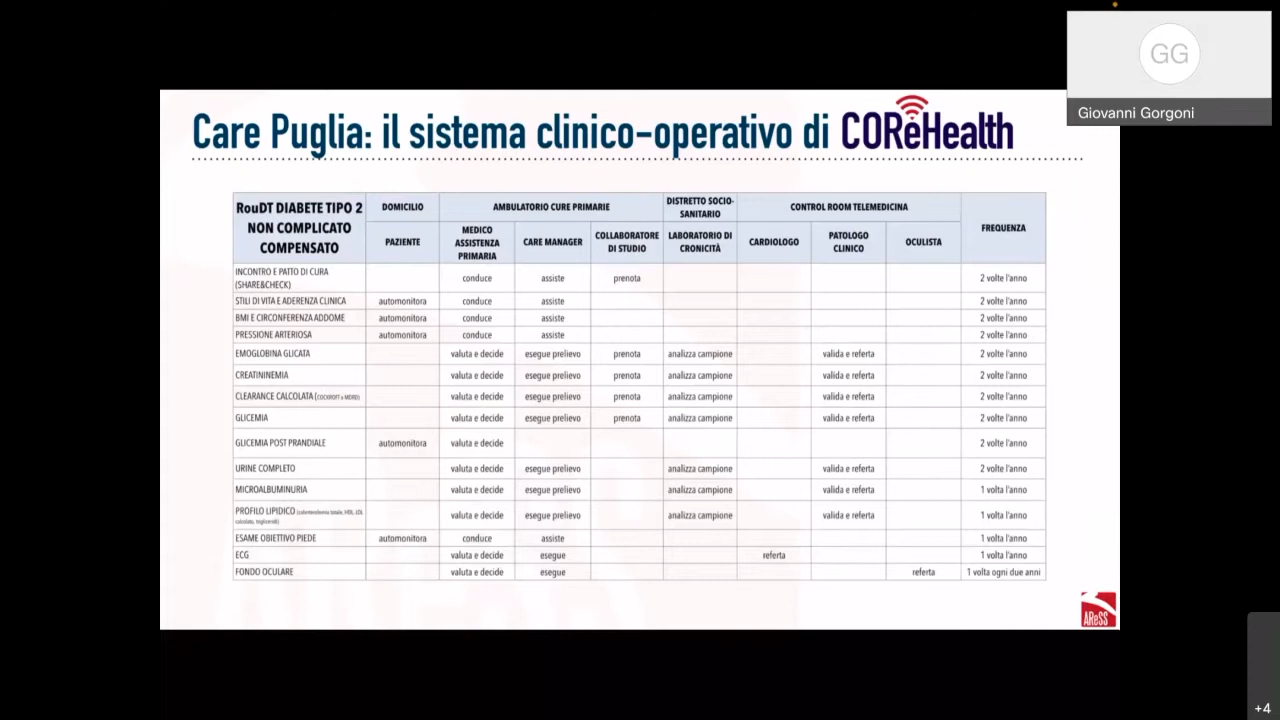 GG
Giovanni Gorgoni
Care Puglia: il sistema clinico-operativo di COReHealth
RouDT DIABETE TIPO 2 NON COMPLICATO COMPENSATO
DOMICILIO AMBULATORIO CURE PRIMARIE DISTRETTO SOCIO-SANITARIO CONTROL ROOM TELEMEDICINA FREQUENZA
PAZIENTE MEDICO ASSISTENZA PRIMARIA CARE MANAGER COLLABORATORE DI STUDIO LABORATORIO DI CRONICITÀ CARDIOLOGO PATOLOGO CLINICO OCULISTA
INCONTRO E PATTO DI CURA (SHARE&CHECK) conduce assiste prenota 2 volte l'anno
STILI DI VITA E ADERENZA CLINICA automonitora conduce assiste 2 volte l'anno
BMI E CIRCONFERENZA ADDOME automonitora conduce assiste 2 volte l'anno
PRESSIONE ARTERIOSA automonitora conduce assiste 2 volte l'anno
EMOGLOBINA GLICATA valuta e decide esegue prelievo prenota analizza campione valida e referta 2 volte l'anno
CREATININEMIA valuta e decide esegue prelievo prenota analizza campione valida e referta 2 volte l'anno
CLEARANCE CALCOLATA (COCKROFT o MDRD) valuta e decide esegue prelievo prenota analizza campione valida e referta 2 volte l'anno
GLICEMIA valuta e decide esegue prelievo prenota analizza campione valida e referta 2 volte l'anno
GLICEMIA POST PRANDIALE automonitora valuta e decide 2 volte l'anno
URINE COMPLETO valuta e decide esegue prelievo analizza campione valida e referta 2 volte l'anno
MICROALBUMINURIA valuta e decide esegue prelievo analizza campione valida e referta 1 volta l'anno
PROFILO LIPIDICO (colesterolemia totale, HDL, LDL calcolato, trigliceridi) valuta e decide esegue prelievo analizza campione valida e referta 1 volta l'anno
ESAME OBIETTIVO PIEDE automonitora conduce assiste 1 volta l'anno
ECG valuta e decide esegue referta 1 volta l'anno
FONDO OCULARE valuta e decide esegue referta 1 volta ogni due anni
AReSS
+4